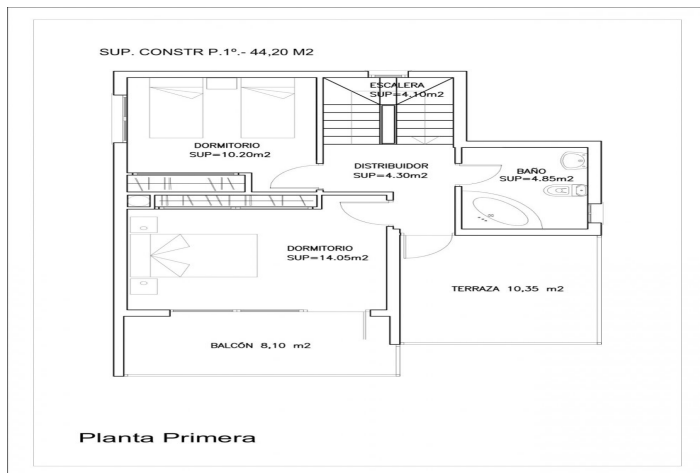 SUP. CONSTR P.1º.- 44,20 M2
ESCALERA
SUP=4.10m2
DORMITORIO
SUP=10.20m2
DISTRIBUIDOR
SUP=4.30m2
BAÑO
SUP=4.85m2
DORMITORIO
SUP=14.05m2
TERRAZA 10,35 m2
BALCÓN 8,10 m2
Planta Primera